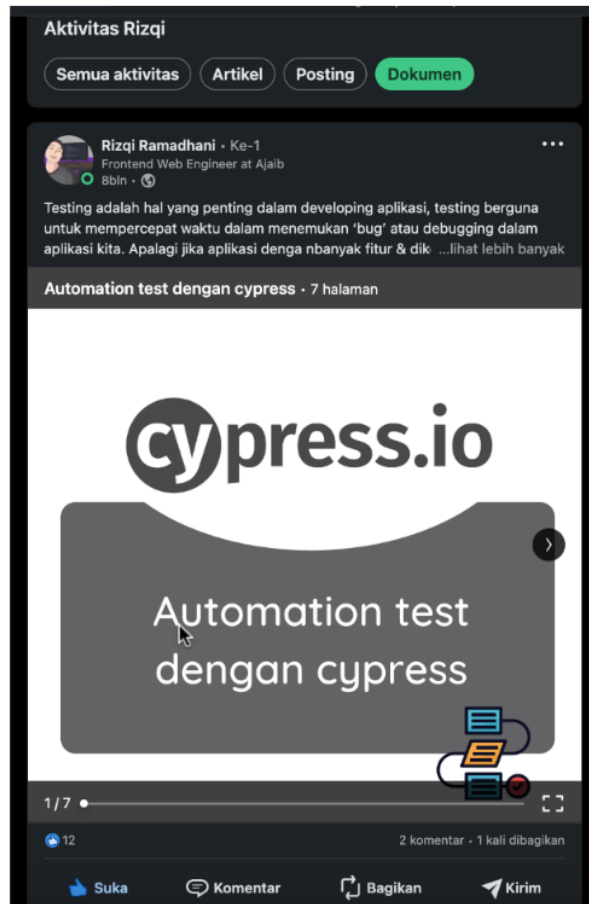 Aktivitas Rizqi
Semua aktivitas Artikel Posting Dokumen
Rizqi Ramadhani • Ke-1
Frontend Web Engineer at Ajaib
8bln •
Testing adalah hal yang penting dalam developing aplikasi, testing berguna
untuk mempercepat waktu dalam menemukan ‘bug’ atau debugging dalam
aplikasi kita. Apalagi jika aplikasi denga nbanyak fitur & dik ...lihat lebih banyak
Automation test dengan cypress • 7 halaman
cypress.io
Automation test
dengan cypress
1/7
12 2 komentar • 1 kali dibagikan
Suka Komentar Bagikan Kirim